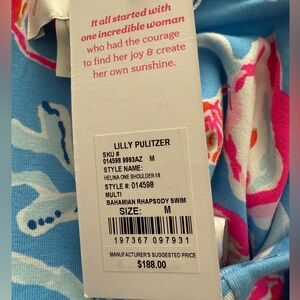 It all started with
one incredible woman
who had the courage
to find her joy & create
her own sunshine.
LILLY PULITZER
SKU #
014598 9993AZ M
STYLE NAME:
HELINA ONE SHOULDER,18
STYLE #: 014598
MULTI
BAHAMIAN RHAPSODY SWIM
SIZE: M
197367 097931
MANUFACTURER'S SUGGESTED PRICE
$188.00